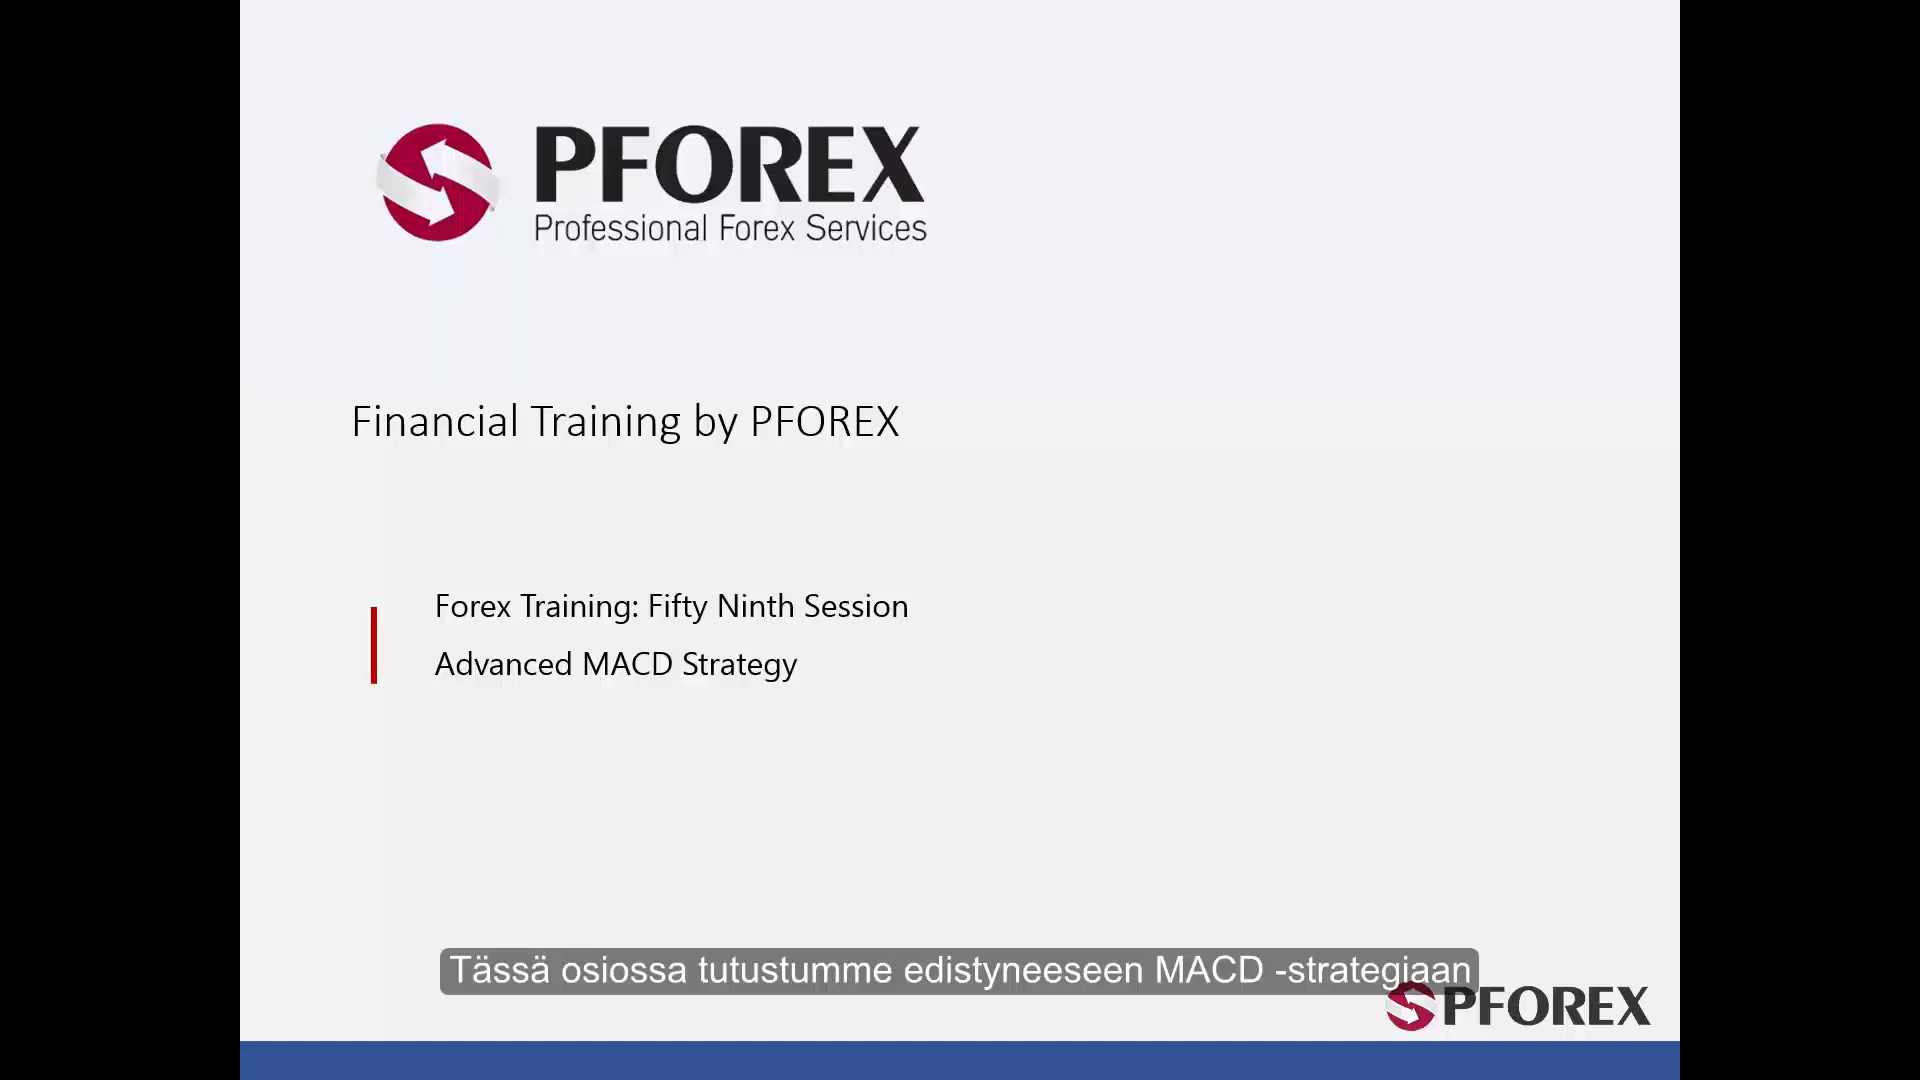 PFOREX
Professional Forex Services
Financial Training by PFOREX
Forex Training: Fifty Ninth Session
Advanced MACD Strategy
Tässä osiossa tutustumme edistyneeseen MACD -strategiaan
PFOREX